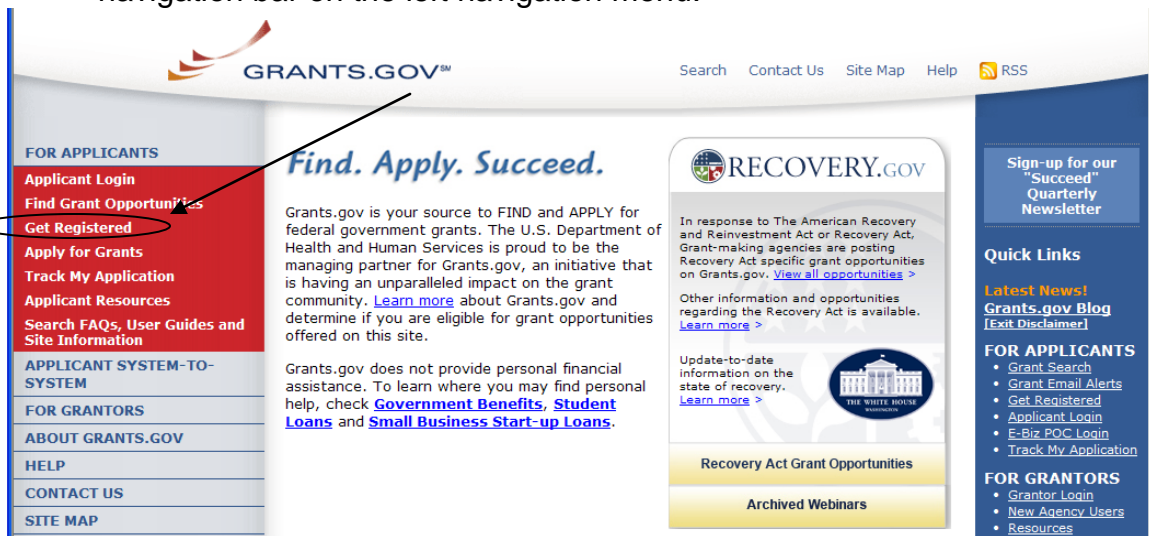 navigation bar on the left navigation menu.
GRANTS.GOV℠
Search Contact Us Site Map Help RSS
FOR APPLICANTS
Applicant Login
Find Grant Opportunities
Get Registered
Apply for Grants
Track My Application
Applicant Resources
Search FAQs, User Guides and
Site Information
APPLICANT SYSTEM-TO-
SYSTEM
FOR GRANTORS
ABOUT GRANTS.GOV
HELP
CONTACT US
SITE MAP
Find. Apply. Succeed.
Grants.gov is your source to FIND and APPLY for
federal government grants. The U.S. Department of
Health and Human Services is proud to be the
managing partner for Grants.gov, an initiative that
is having an unparalleled impact on the grant
community. Learn more about Grants.gov and
determine if you are eligible for grant opportunities
offered on this site.
Grants.gov does not provide personal financial
assistance. To learn where you may find personal
help, check Government Benefits, Student
Loans and Small Business Start-up Loans.
RECOVERY.GOV
In response to The American Recovery
and Reinvestment Act or Recovery Act,
Grant-making agencies are posting
Recovery Act specific grant opportunities
on Grants.gov. View all opportunities >
Other information and opportunities
regarding the Recovery Act is available.
Learn more >
Update-to-date
information on the
state of recovery.
Learn more >
THE WHITE HOUSE
WASHINGTON
Recovery Act Grant Opportunities
Archived Webinars
Sign-up for our
"Succeed"
Quarterly
Newsletter
Quick Links
Latest News!
Grants.gov Blog
[Exit Disclaimer]
FOR APPLICANTS
• Grant Search
• Grant Email Alerts
• Get Registered
• Applicant Login
• E-Biz POC Login
• Track My Application
FOR GRANTORS
• Grantor Login
• New Agency Users
• Resources